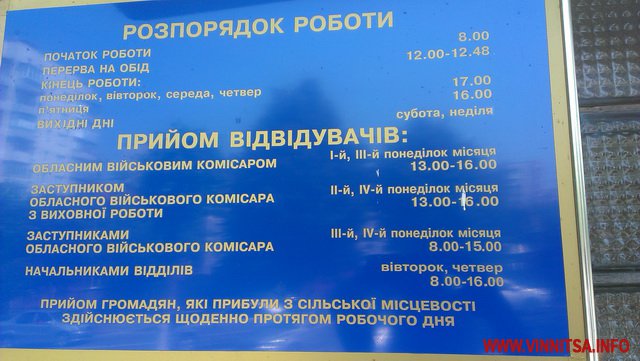 РОЗПОРЯДОК РОБОТИ
ПОЧАТОК РОБОТИ 8.00
ПЕРЕРВА НА ОБІД 12.00-12.48
КІНЕЦЬ РОБОТИ:
понеділок, вівторок, середа, четвер 17.00
п'ятниця 16.00
ВИХІДНІ ДНІ субота, неділя
ПРИЙОМ ВІДВІДУВАЧІВ:
ОБЛАСНИМ ВІЙСЬКОВИМ КОМІСАРОМ І-й, ІІІ-й понеділок місяця
13.00-16.00
ЗАСТУПНИКОМ ІІ-й, ІV-й понеділок місяця
ОБЛАСНОГО ВІЙСЬКОВОГО КОМІСАРА 13.00-16.00
З ВИХОВНОЇ РОБОТИ
ЗАСТУПНИКАМИ ІІІ-й, ІV-й понеділок місяця
ОБЛАСНОГО ВІЙСЬКОВОГО КОМІСАРА 8.00-15.00
НАЧАЛЬНИКАМИ ВІДДІЛІВ вівторок, четвер
8.00-16.00
ПРИЙОМ ГРОМАДЯН, ЯКІ ПРИБУЛИ З СІЛЬСЬКОЇ МІСЦЕВОСТІ
ЗДІЙСНЮЄТЬСЯ ЩОДЕННО ПРОТЯГОМ РОБОЧОГО ДНЯ
WWW.VINNITSA.INFO